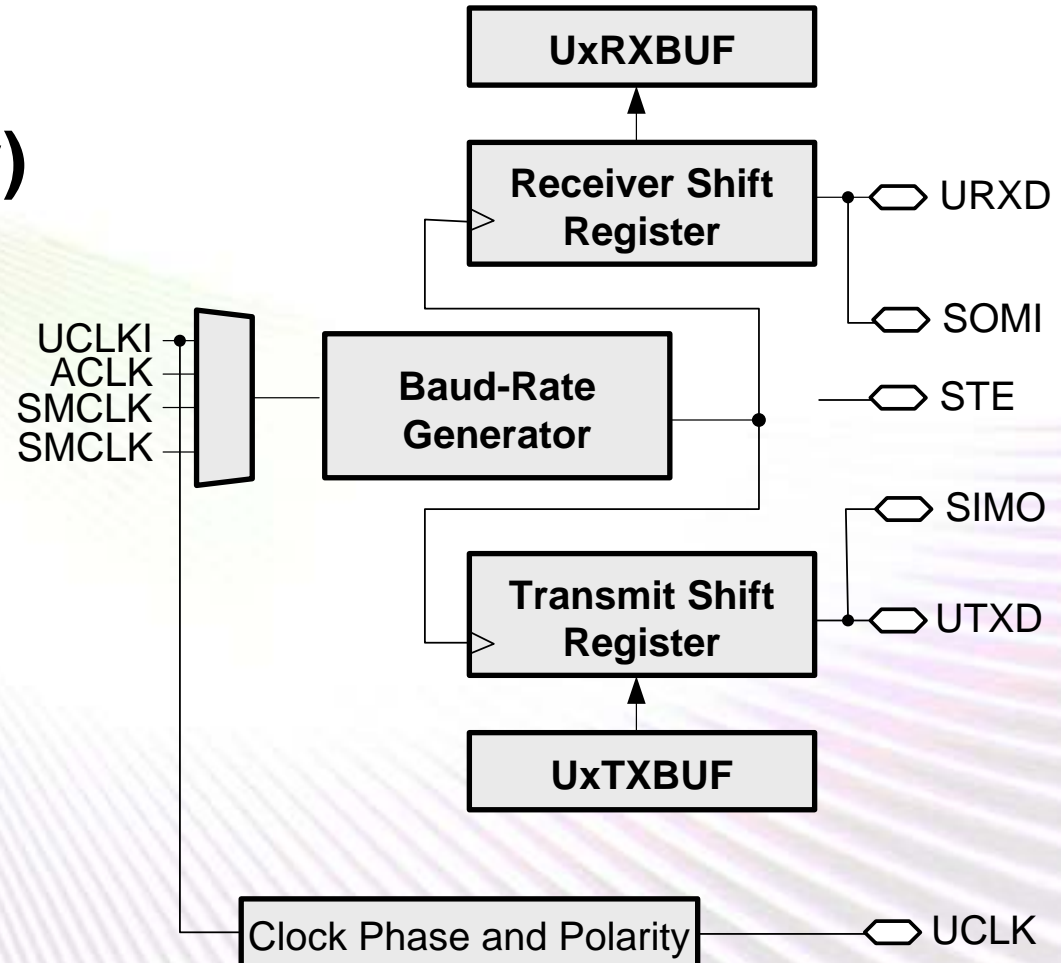 UxRXBUF
)
Receiver Shift
Register
URXD
SOMI
UCLKI
ACLK
SMCLK
SMCLK
Baud-Rate
Generator
STE
SIMO
Transmit Shift
Register
UTXD
UxTXBUF
Clock Phase and Polarity
UCLK